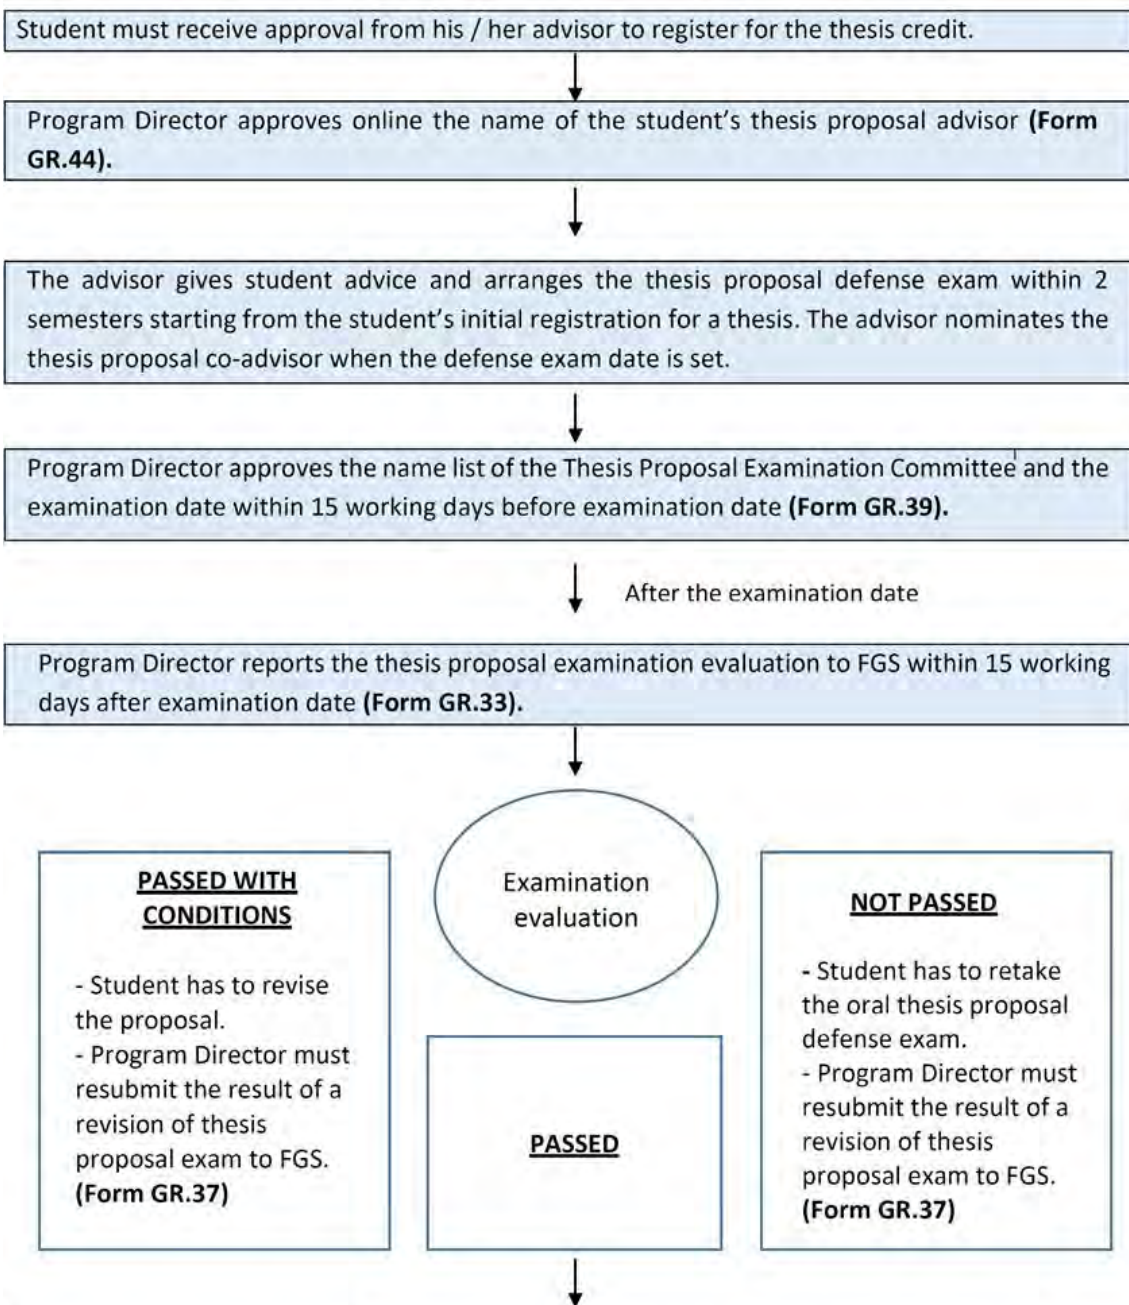 Student must receive approval from his / her advisor to register for the thesis credit.
Program Director approves online the name of the student's thesis proposal advisor (Form
GR.44).
The advisor gives student advice and arranges the thesis proposal defense exam within 2
semesters starting from the student's initial registration for a thesis. The advisor nominates the
thesis proposal co-advisor when the defense exam date is set.
Program Director approves the name list of the Thesis Proposal Examination Committee and the
examination date within 15 working days before examination date (Form GR.39).
After the examination date
Program Director reports the thesis proposal examination evaluation to FGS within 15 working
days after examination date (Form GR.33).
Examination
evaluation
PASSED WITH
CONDITIONS
- Student has to revise
the proposal.
- Program Director must
resubmit the result of a
revision of thesis
proposal exam to FGS.
(Form GR.37)
PASSED
NOT PASSED
- Student has to retake
the oral thesis proposal
defense exam.
- Program Director must
resubmit the result of a
revision of thesis
proposal exam to FGS.
(Form GR.37)